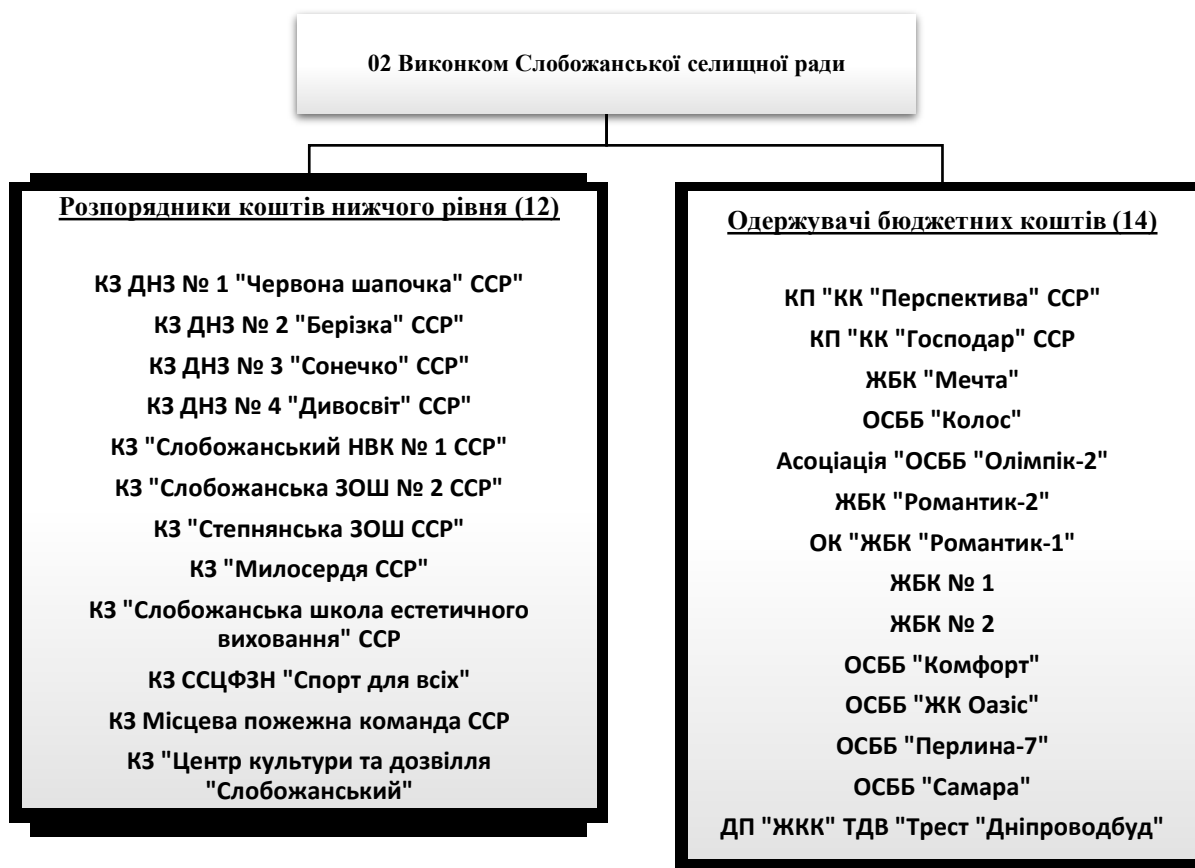 02 Виконком Слобожанської селищної ради
Розпорядники коштів нижчого рівня (12)
КЗ ДНЗ № 1 "Червона шапочка" ССР"
КЗ ДНЗ № 2 "Берізка" ССР"
КЗ ДНЗ № 3 "Сонечко" ССР"
КЗ ДНЗ № 4 "Дивосвіт" ССР"
КЗ "Слобожанський НВК № 1 ССР"
КЗ "Слобожанська ЗОШ № 2 ССР"
КЗ "Степнянська ЗОШ ССР"
КЗ "Милосердя ССР"
КЗ "Слобожанська школа естетичного
виховання" ССР
КЗ ССЦФЗН "Спорт для всіх"
КЗ Місцева пожежна команда ССР
КЗ "Центр культури та дозвілля
"Слобожанський"
Одержувачі бюджетних коштів (14)
КП "КК "Перспектива" ССР"
КП "КК "Господар" ССР
ЖБК "Мечта"
ОСББ "Колос"
Асоціація "ОСББ "Олімпік-2"
ЖБК "Романтик-2"
ОК "ЖБК "Романтик-1"
ЖБК № 1
ЖБК № 2
ОСББ "Комфорт"
ОСББ "ЖК Оазіс"
ОСББ "Перлина-7"
ОСББ "Самара"
ДП "ЖКК" ТДВ "Трест "Дніпроводбуд"